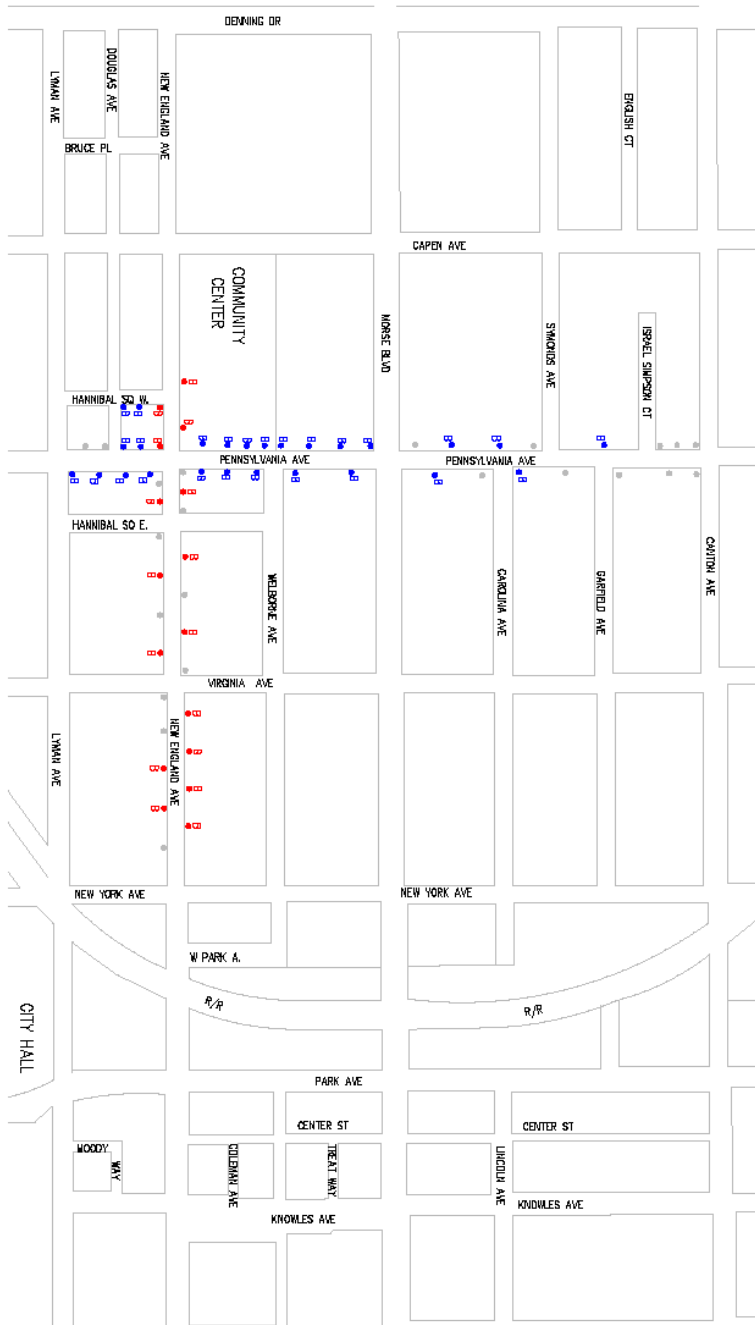 DENNING DR
LYMAN AVE
DOUGLAS AVE
NEW ENGLAND AVE
ENGLISH CT
BRUCE PL
CAPEN AVE
COMMUNITY
CENTER
MORSE BLVD
SYMONDS AVE
ISRAEL SIMPSON CT
HANNIBAL SQ W.
PENNSYLVANIA AVE
PENNSYLVANIA AVE
HANNIBAL SQ E.
WELBORNE AVE
CAROLINA AVE
GARFIELD AVE
CANTON AVE
VIRGINIA AVE
LYMAN AVE
NEW ENGLAND AVE
NEW YORK AVE
NEW YORK AVE
W PARK A.
R/R
R/R
CITY HALL
PARK AVE
CENTER ST
CENTER ST
MOODY
WAY
COLEMAN AVE
TREAT WAY
LINCOLN AVE
KNOWLES AVE
KNOWLES AVE